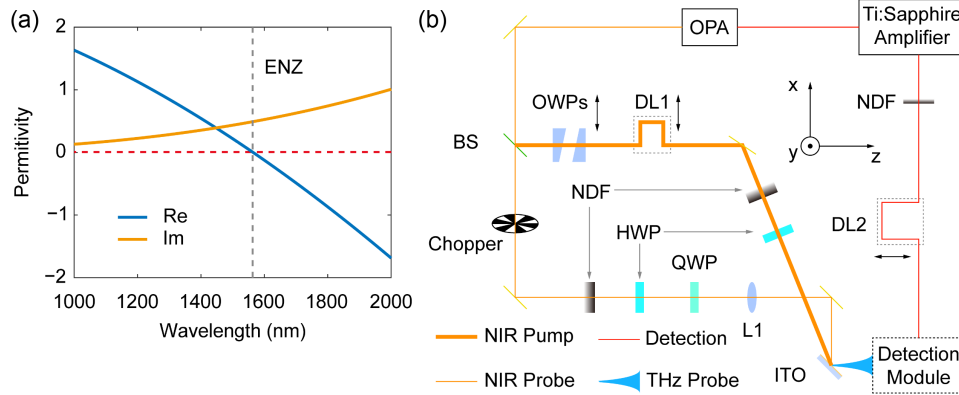 (a)
2
1
0
−1
−2
Permitivity
ENZ
Re
Im
1000
1200
1400
1600
1800
2000
Wavelength (nm)
(b)
OPA
Ti:Sapphire
Amplifier
OWPs
DL1
x
NDF
BS
y
z
NDF
Chopper
HWP
DL2
QWP
L1
NIR Pump
Detection
ITO
Detection
Module
NIR Probe
THz Probe